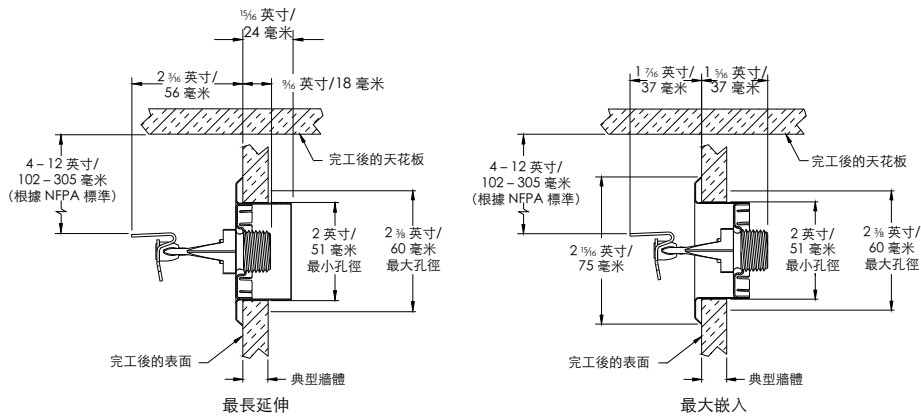 ¹⁵⁄₁₆ 英寸/
24 毫米
2 ³⁄₁₆ 英寸/
56 毫米
⁹⁄₁₆ 英寸/18 毫米
完工後的天花板
4 – 12 英寸/
102 – 305 毫米
(根據 NFPA 標準)
2 英寸/
51 毫米
最小孔徑
2 ³⁄₈ 英寸/
60 毫米
最大孔徑
完工後的表面
典型牆體
最長延伸
1 ⁷⁄₁₆ 英寸/
37 毫米
1 ⁵⁄₁₆ 英寸/
37 毫米
完工後的天花板
4 – 12 英寸/
102 – 305 毫米
(根據 NFPA 標準)
2 ¹⁵⁄₁₆ 英寸/
75 毫米
2 英寸/
51 毫米
最小孔徑
2 ³⁄₈ 英寸/
60 毫米
最大孔徑
完工後的表面
典型牆體
最大嵌入